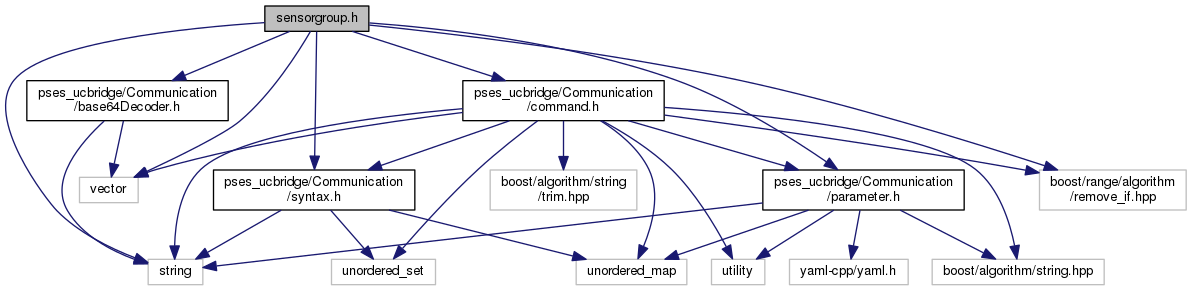 sensorgroup.h
pses_ucbridge/Communication
/base64Decoder.h
pses_ucbridge/Communication
/command.h
vector
pses_ucbridge/Communication
/syntax.h
boost/algorithm/string
/trim.hpp
pses_ucbridge/Communication
/parameter.h
boost/range/algorithm
/remove_if.hpp
string
unordered_set
unordered_map
utility
yaml-cpp/yaml.h
boost/algorithm/string.hpp